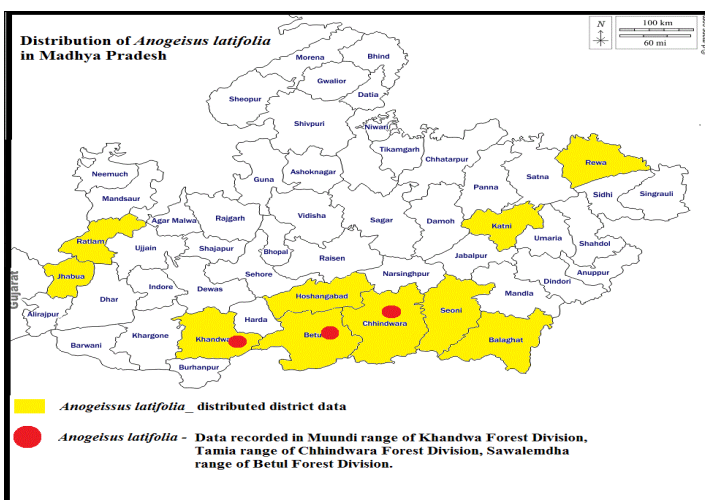 Distribution of Anogeisus latifolia
in Madhya Pradesh
N
100 km
60 mi
Morena
Bhind
Gwalior
Datia
Sheopur
Shivpuri
Niwari
Tikamgarh
Chhatarpur
Rewa
Neemuch
Guna
Ashoknagar
Panna
Satna
Sidhi
Singrauli
Mandsaur
Agar Malwa
Rajgarh
Vidisha
Sagar
Damoh
Katni
Ratlam
Ujjain
Shajapur
Bhopal
Raisen
Jabalpur
Umaria
Shahdol
Jhabua
Sehore
Narsinghpur
Anuppur
Gujarat
Indore
Dewas
Dindori
Dhar
Hoshangabad
Mandla
Alirajpur
Harda
Chhindwara
Seoni
Khargone
Khandw
Betu
Balaghat
Barwani
Burhanpur
Anogeissus latifolia_ distributed district data
Anogeisus latifolia - Data recorded in Muundi range of Khandwa Forest Division,
Tamia range of Chhindwara Forest Division, Sawalemdha
range of Betul Forest Division.